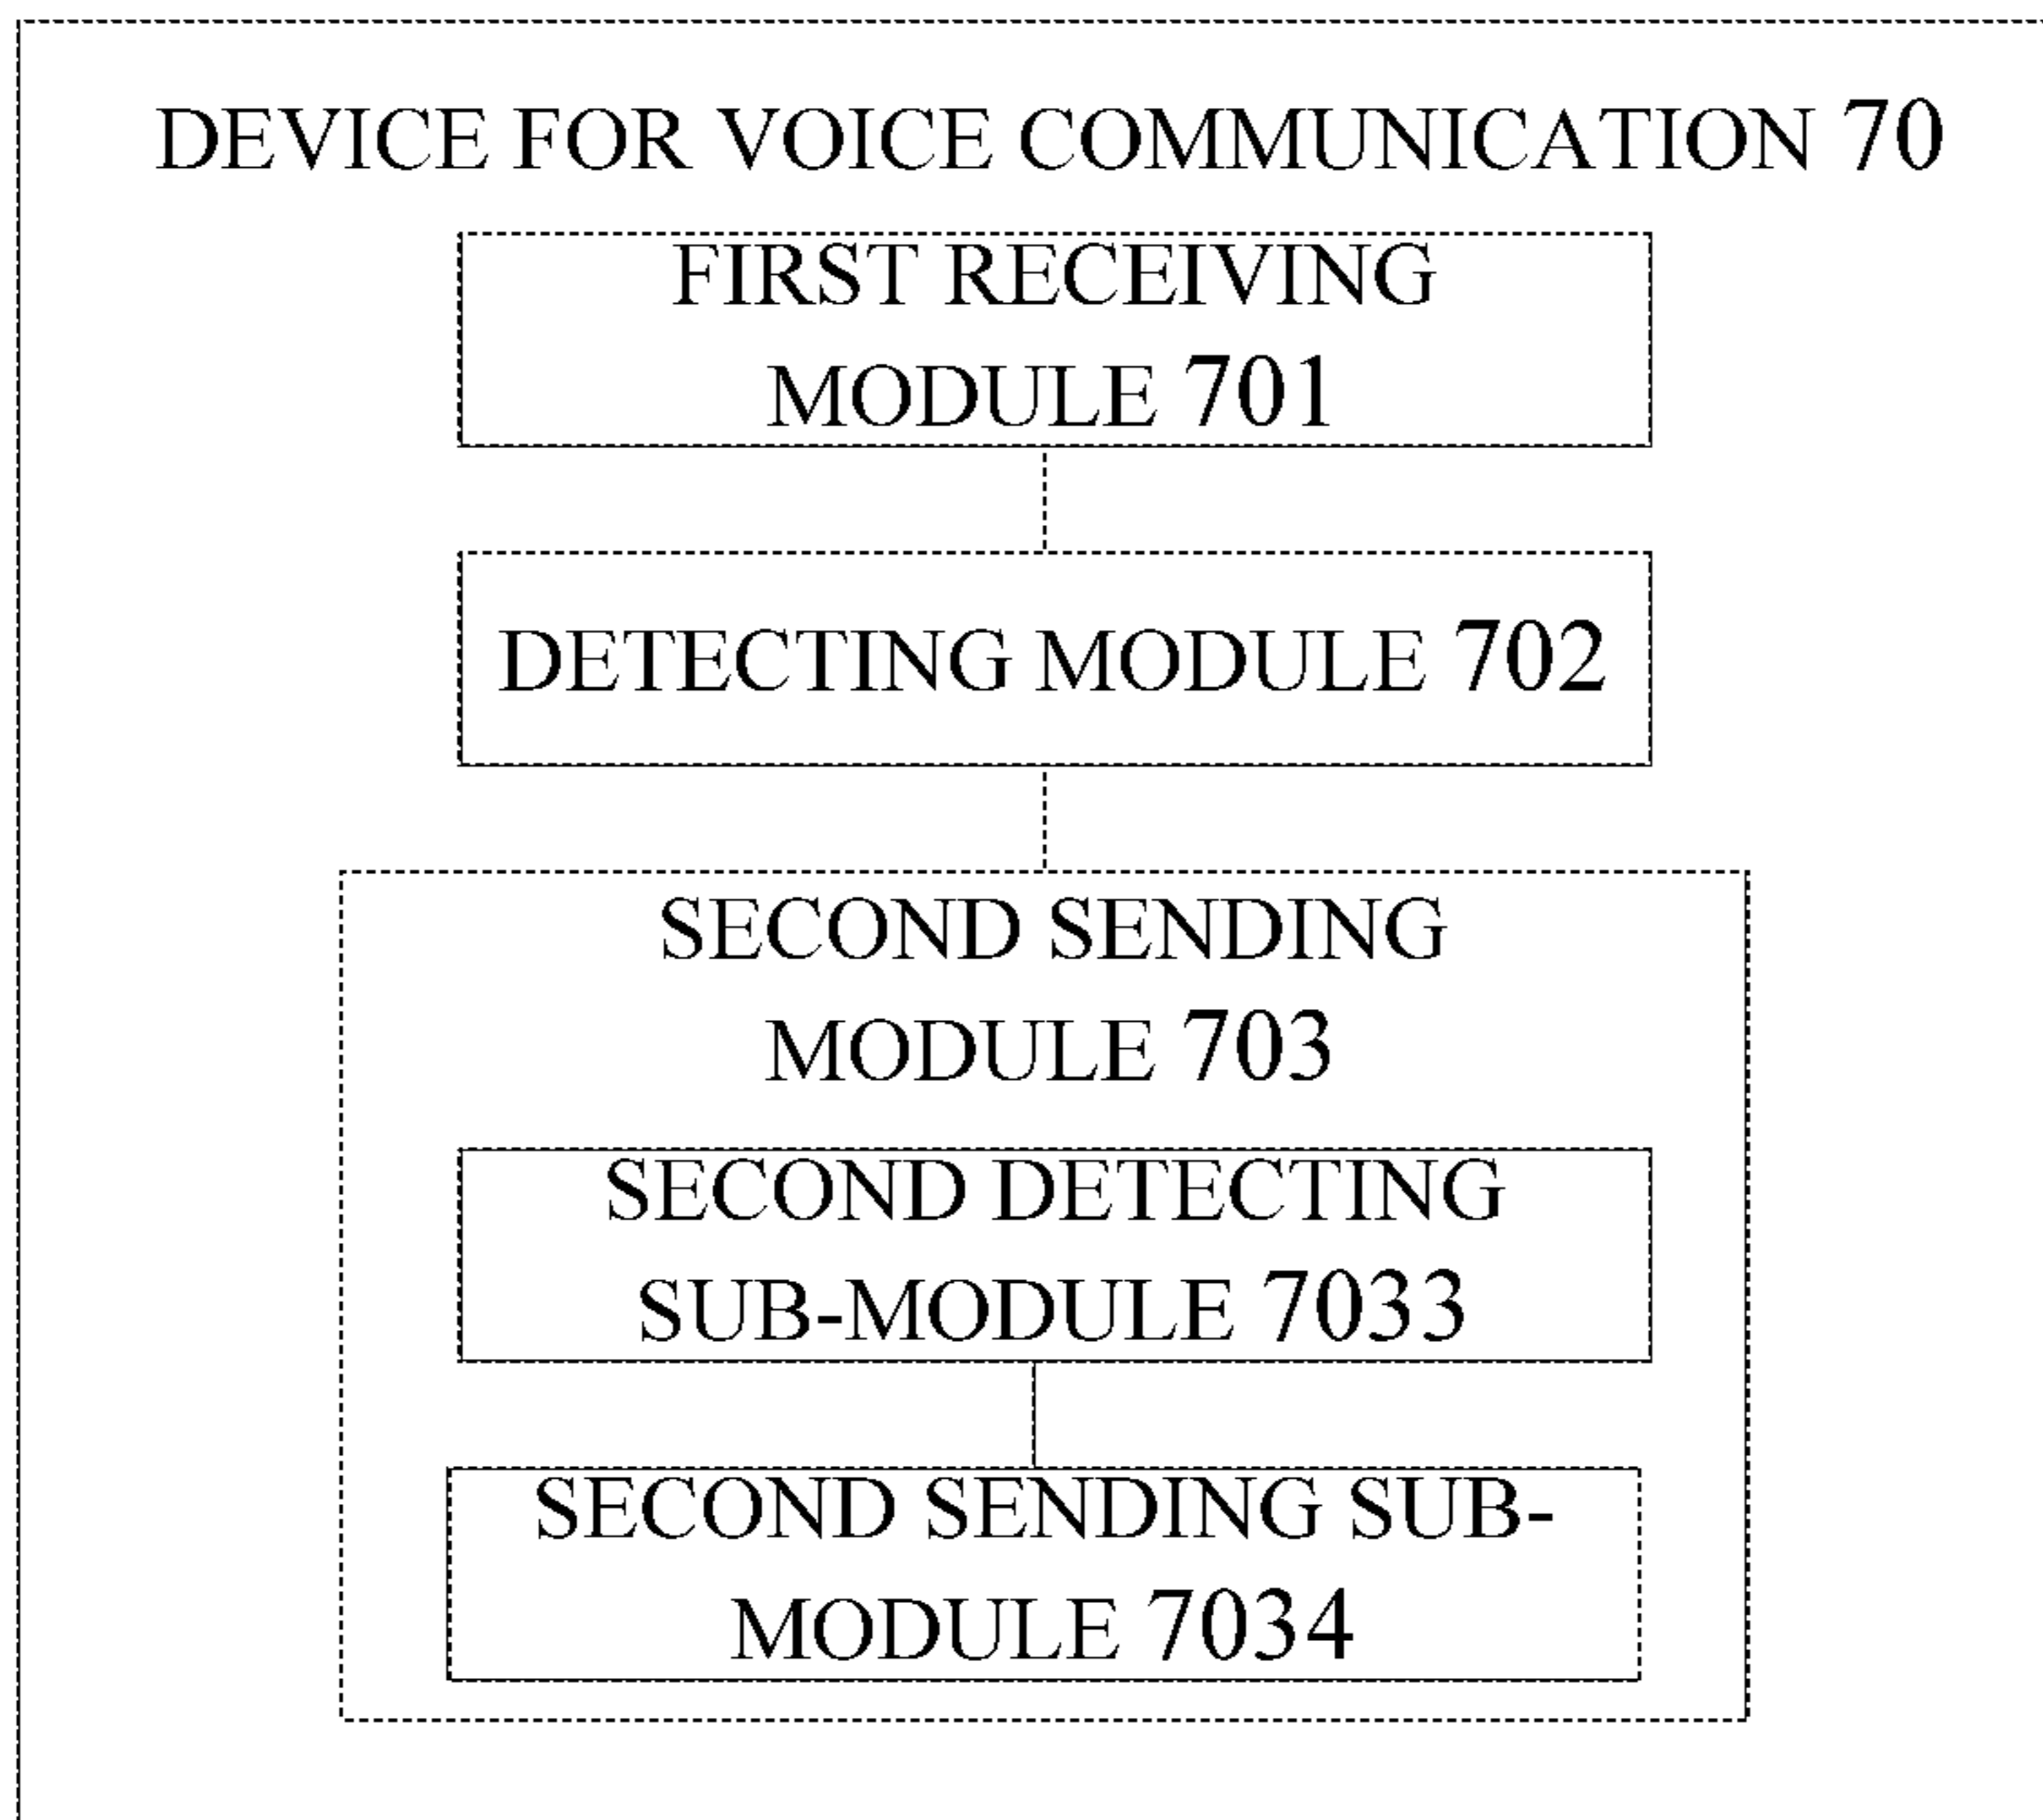 DEVICE FOR VOICE COMMUNICATION 70
FIRST RECEIVING
MODULE 701
DETECTING MODULE 702
SECOND SENDING
MODULE 703
SECOND DETECTING
SUB-MODULE 7033
SECOND SENDING SUB-
MODULE 7034